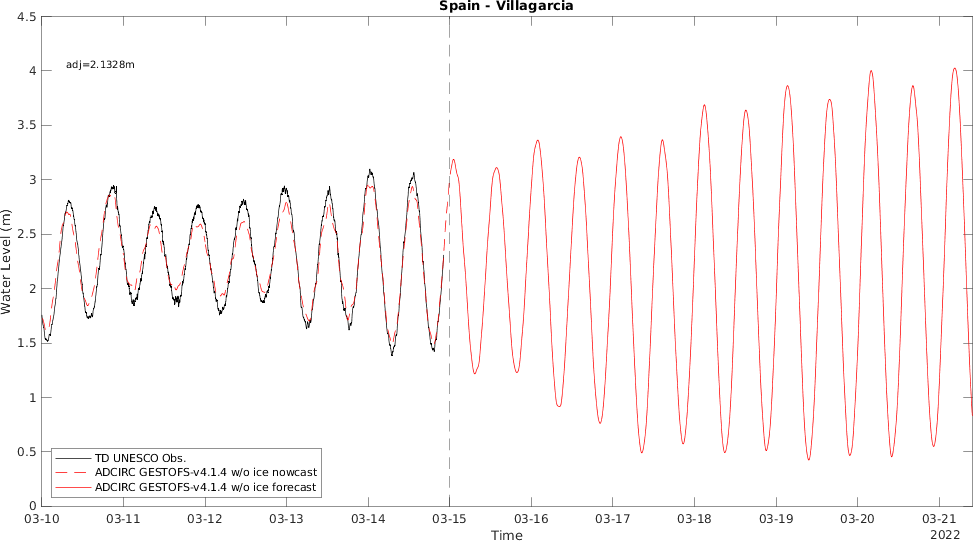 Spain - Villagarcia
4.5
4
3.5
3
2.5
2
1.5
1
0.5
0
Water Level (m)
adj=2.1328m
TD UNESCO Obs.
ADCIRC GESTOFS-v4.1.4 w/o ice nowcast
ADCIRC GESTOFS-v4.1.4 w/o ice forecast
03-10 03-11 03-12 03-13 03-14 03-15 03-16 03-17 03-18 03-19 03-20 03-21
Time
2022